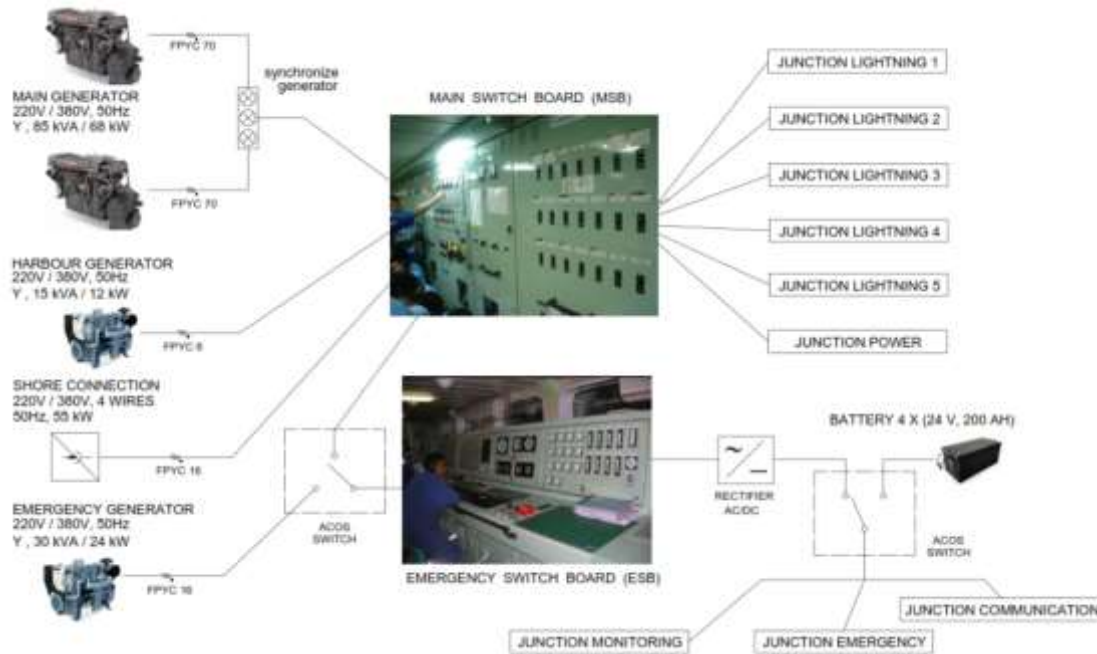 FPYC 70
synchronize
generator
MAIN GENERATOR
220V / 380V, 50Hz
Y , 85 kVA / 68 kW
FPYC 70
MAIN SWITCH BOARD (MSB)
JUNCTION LIGHTNING 1
JUNCTION LIGHTNING 2
JUNCTION LIGHTNING 3
JUNCTION LIGHTNING 4
JUNCTION LIGHTNING 5
JUNCTION POWER
HARBOUR GENERATOR
220V / 380V, 50Hz
Y , 15 kVA / 12 kW
FPYC 6
SHORE CONNECTION
220V / 380V, 4 WIRES
50Hz, 55 kW
FPYC 16
EMERGENCY GENERATOR
220V / 380V, 50Hz
Y , 30 kVA / 24 kW
FPYC 16
ACOS
SWITCH
EMERGENCY SWITCH BOARD (ESB)
RECTIFIER
AC/DC
BATTERY 4 X (24 V, 200 AH)
ACOS
SWITCH
JUNCTION COMMUNICATION
JUNCTION MONITORING
JUNCTION EMERGENCY